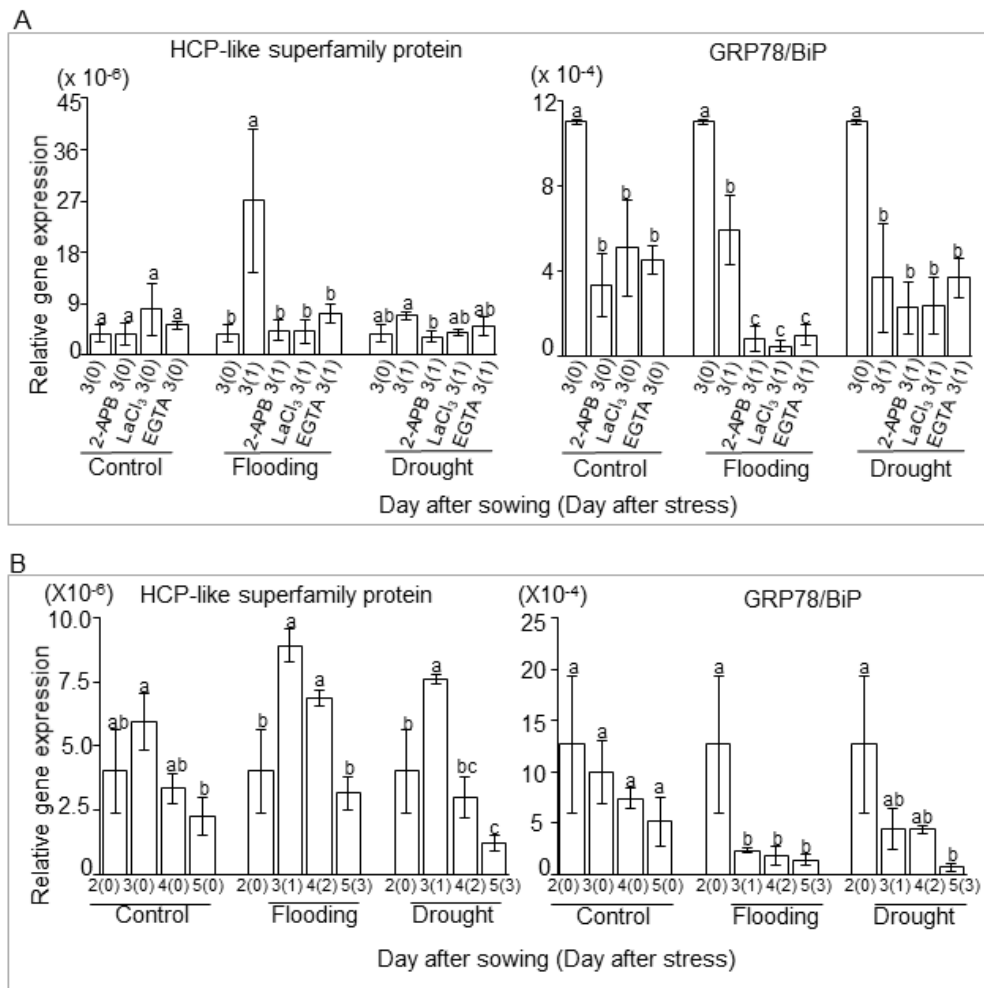 A
HCP-like superfamily protein
GRP78/BiP
(x 10-6)
(x 10-4)
Relative gene expression
45
36
27
18
9
0
a a a a
b a b b b
ab a b ab ab
3(0) 2-APB 3(0) LaCl₃ 3(0) EGTA 3(0)
3(0) 3(1) 2-APB 3(1) LaCl₃ 3(1) EGTA 3(1)
3(0) 3(1) 2-APB 3(1) LaCl₃ 3(1) EGTA 3(1)
Control Flooding Drought
12
8
4
0
a b b b
a b c c c
a b b b b
3(0) 2-APB 3(0) LaCl₃ 3(0) EGTA 3(0)
3(0) 3(1) 2-APB 3(1) LaCl₃ 3(1) EGTA 3(1)
3(0) 3(1) 2-APB 3(1) LaCl₃ 3(1) EGTA 3(1)
Control Flooding Drought
Day after sowing (Day after stress)
B
(X10-6)
HCP-like superfamily protein
(X10-4)
GRP78/BiP
Relative gene expression
10.0
7.5
5.0
2.5
0
ab a ab b
b a a b
b a bc c
2(0) 3(0) 4(0) 5(0) 2(0) 3(1) 4(2) 5(3) 2(0) 3(1) 4(2) 5(3)
Control Flooding Drought
25
20
15
10
5
0
a a a a
a b b b
a ab ab b
2(0) 3(0) 4(0) 5(0) 2(0) 3(1) 4(2) 5(3) 2(0) 3(1) 4(2) 5(3)
Control Flooding Drought
Day after sowing (Day after stress)